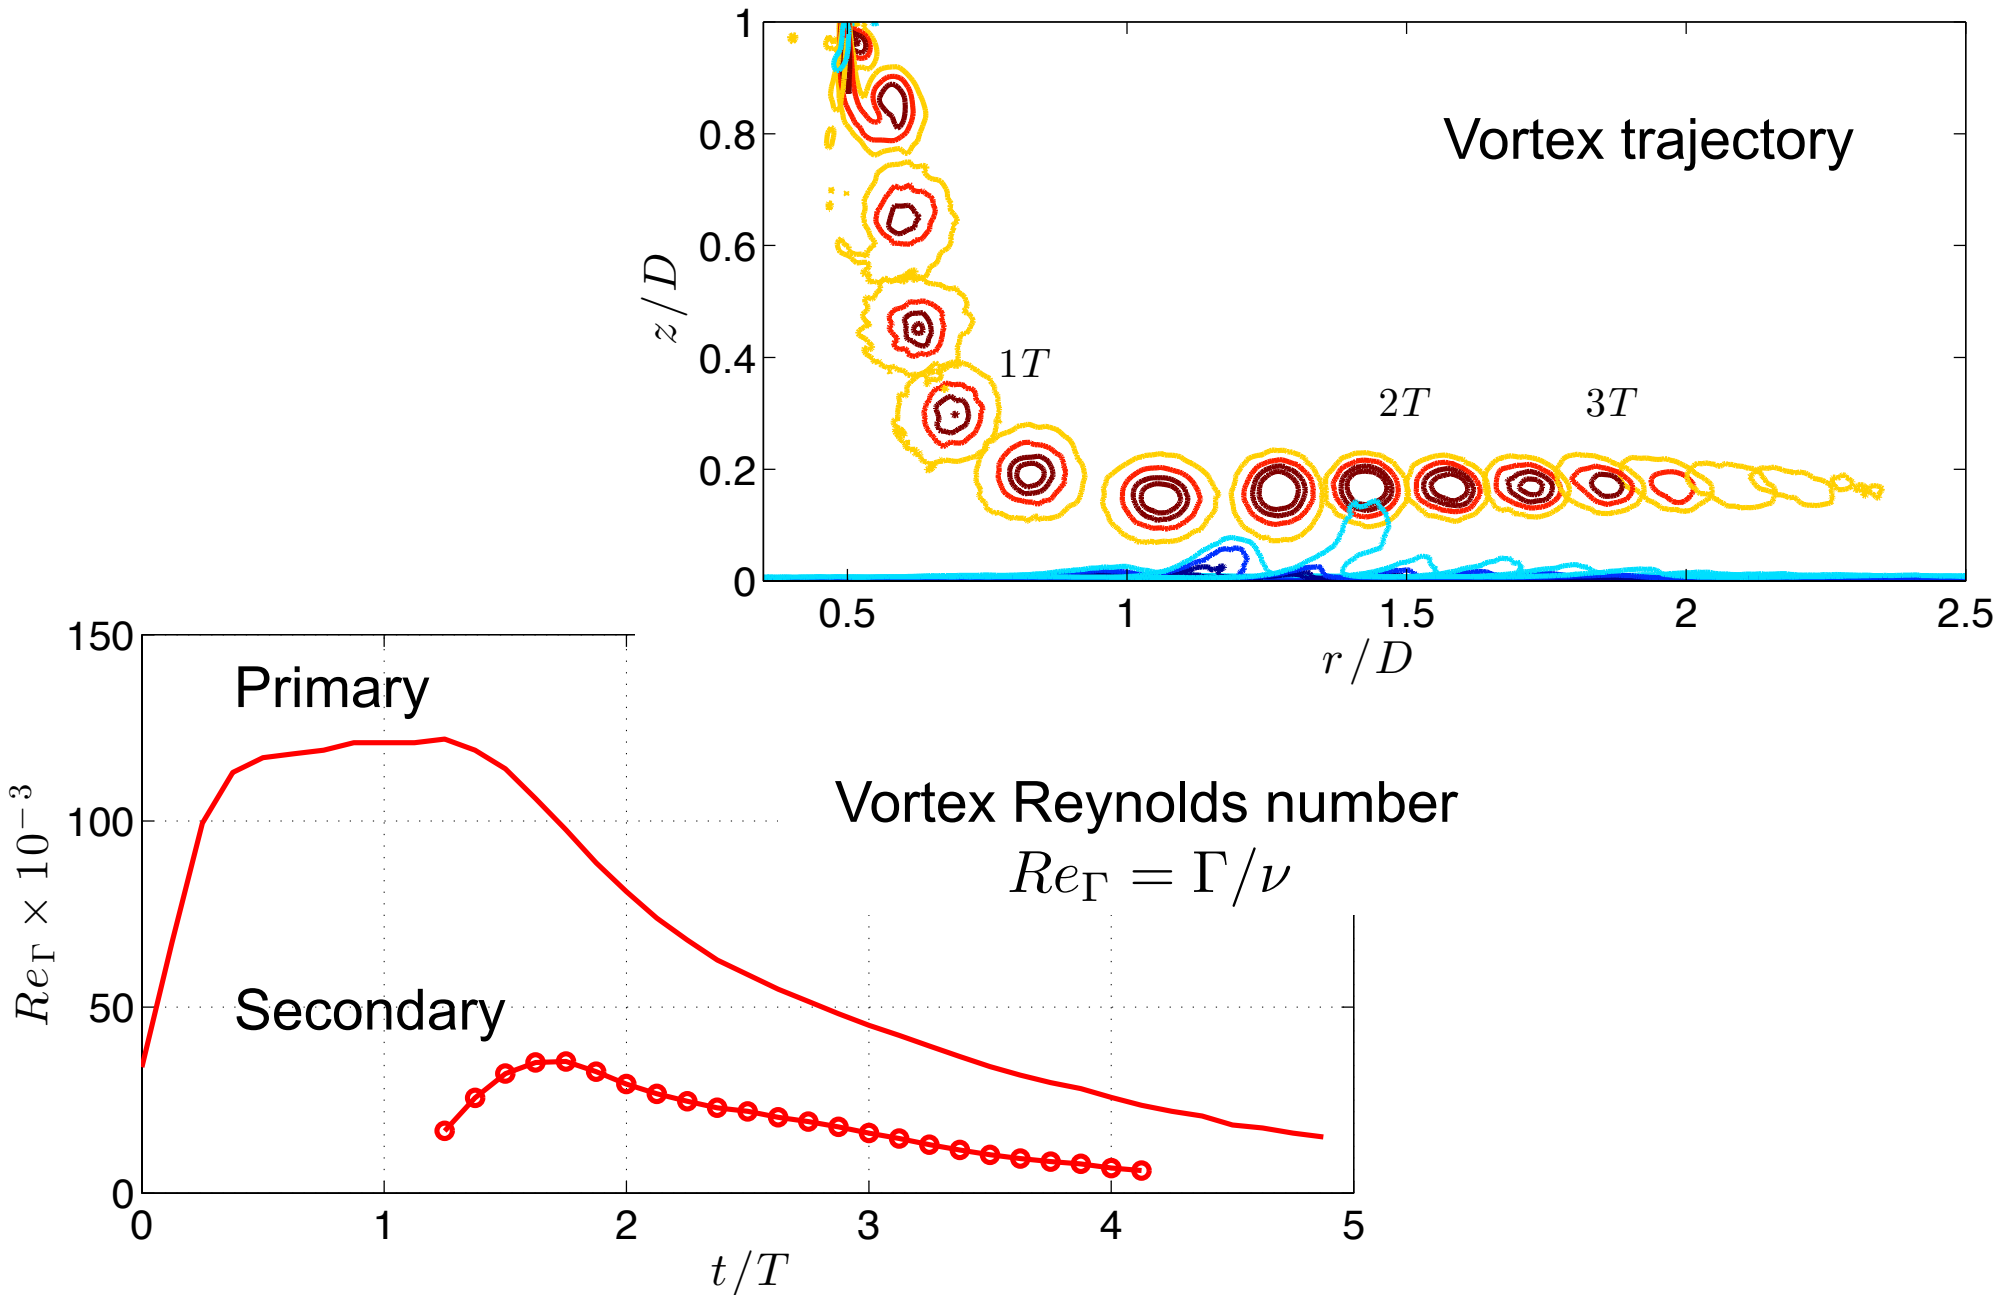 Vortex trajectory
1
0.8
0.6
0.4
0.2
0
z/D
1T
2T
3T
0.5 1 1.5 2 2.5
r/D
150
100
50
0
Re_Γ × 10^{−3}
Primary
Secondary
Vortex Reynolds number
Re_Γ = Γ/ν
0 1 2 3 4 5
t/T